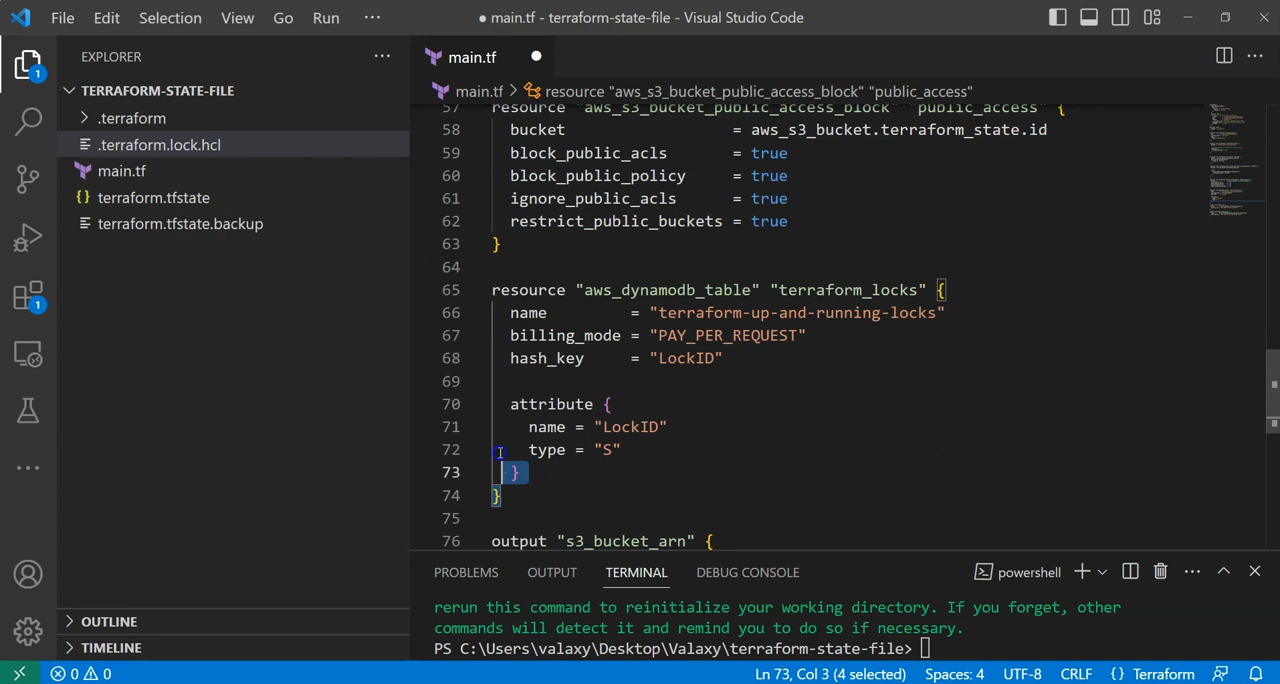 File Edit Selection View Go Run ··· ● main.tf - terraform-state-file - Visual Studio Code
EXPLORER ···
TERRAFORM-STATE-FILE
.terraform
.terraform.lock.hcl
main.tf
{} terraform.tfstate
terraform.tfstate.backup
OUTLINE
TIMELINE
1
1
main.tf ●
main.tf > resource "aws_s3_bucket_public_access_block" "public_access"
57 resource "aws_s3_bucket_public_access_block" "public_access" {
58 bucket = aws_s3_bucket.terraform_state.id
59 block_public_acls = true
60 block_public_policy = true
61 ignore_public_acls = true
62 restrict_public_buckets = true
63 }
64
65 resource "aws_dynamodb_table" "terraform_locks" {
66 name = "terraform-up-and-running-locks"
67 billing_mode = "PAY_PER_REQUEST"
68 hash_key = "LockID"
69
70 attribute {
71 name = "LockID"
72 type = "S"
73 }
74 }
75
76 output "s3_bucket_arn" {
PROBLEMS OUTPUT TERMINAL DEBUG CONSOLE powershell
rerun this command to reinitialize your working directory. If you forget, other
commands will detect it and remind you to do so if necessary.
PS C:\Users\valaxy\Desktop\Valaxy\terraform-state-file>
0 0 Ln 73, Col 3 (4 selected) Spaces: 4 UTF-8 CRLF {} Terraform